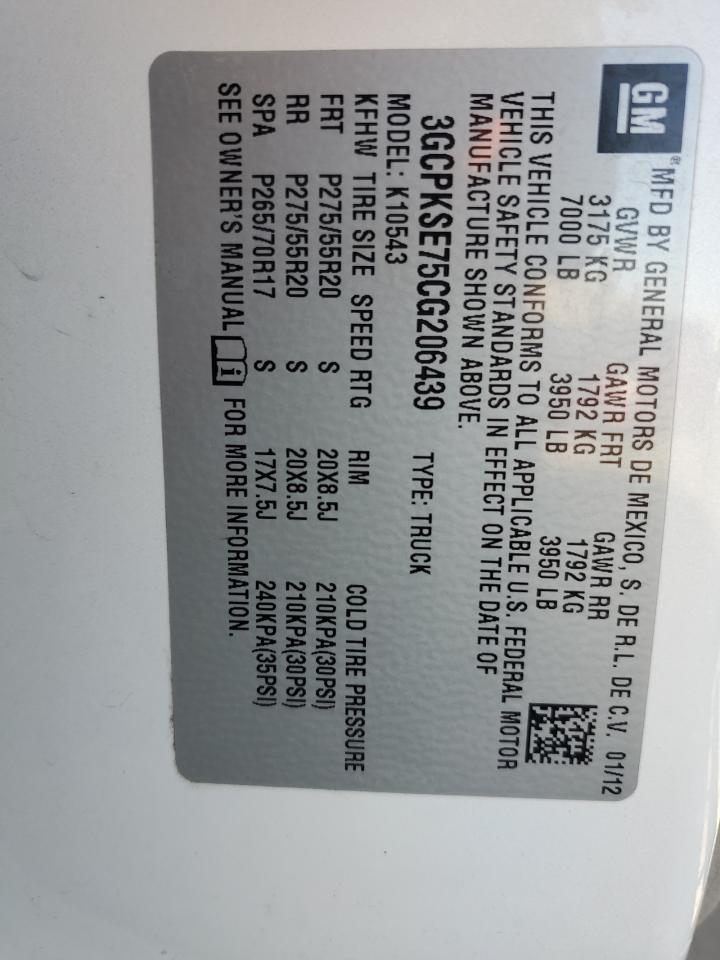 GM® MFD BY GENERAL MOTORS DE MEXICO, S. DE R.L. DE C.V. 01/12
GVWR GAWR FRT GAWR RR
3175 KG 1792 KG 1792 KG
7000 LB 3950 LB 3950 LB
THIS VEHICLE CONFORMS TO ALL APPLICABLE U.S. FEDERAL MOTOR
VEHICLE SAFETY STANDARDS IN EFFECT ON THE DATE OF
MANUFACTURE SHOWN ABOVE.
3GCPKSE75CG206439 TYPE: TRUCK
MODEL: K10543
KFHW TIRE SIZE SPEED RTG RIM COLD TIRE PRESSURE
FRT P275/55R20 S 20X8.5J 210KPA(30PSI)
RR P275/55R20 S 20X8.5J 210KPA(30PSI)
SPA P265/70R17 S 17X7.5J 240KPA(35PSI)
SEE OWNER'S MANUAL i FOR MORE INFORMATION.